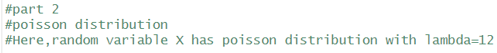 #part 2
#poisson distribution
#Here,random variable X has poisson distribution with lambda=12